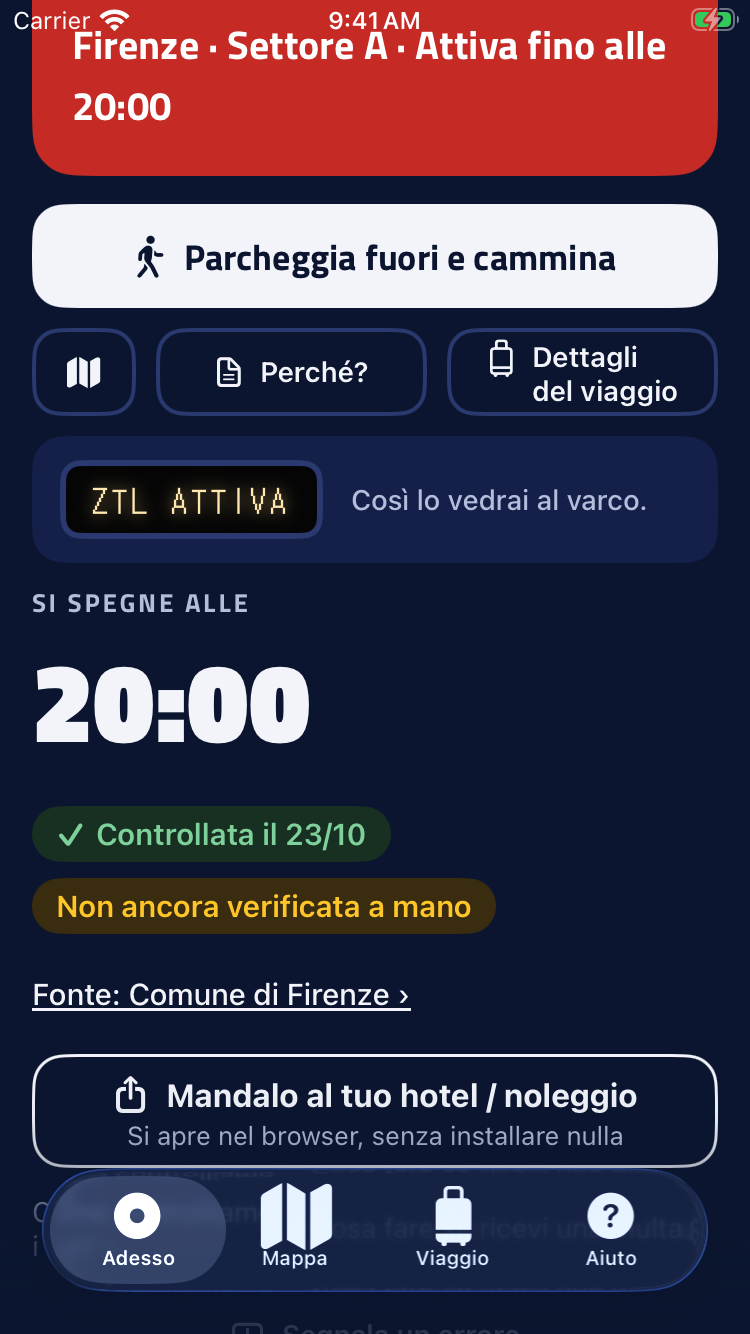 Carrier 9:41 AM
Firenze · Settore A · Attiva fino alle
20:00
Parcheggia fuori e cammina
Perché?
Dettagli
del viaggio
ZTL ATTIVA
Così lo vedrai al varco.
SI SPEGNE ALLE
20:00
Controllata il 23/10
Non ancora verificata a mano
Fonte: Comune di Firenze ›
Mandalo al tuo hotel / noleggio
Si apre nel browser, senza installare nulla
Adesso
Mappa
Viaggio
Aiuto
Segnala un errore